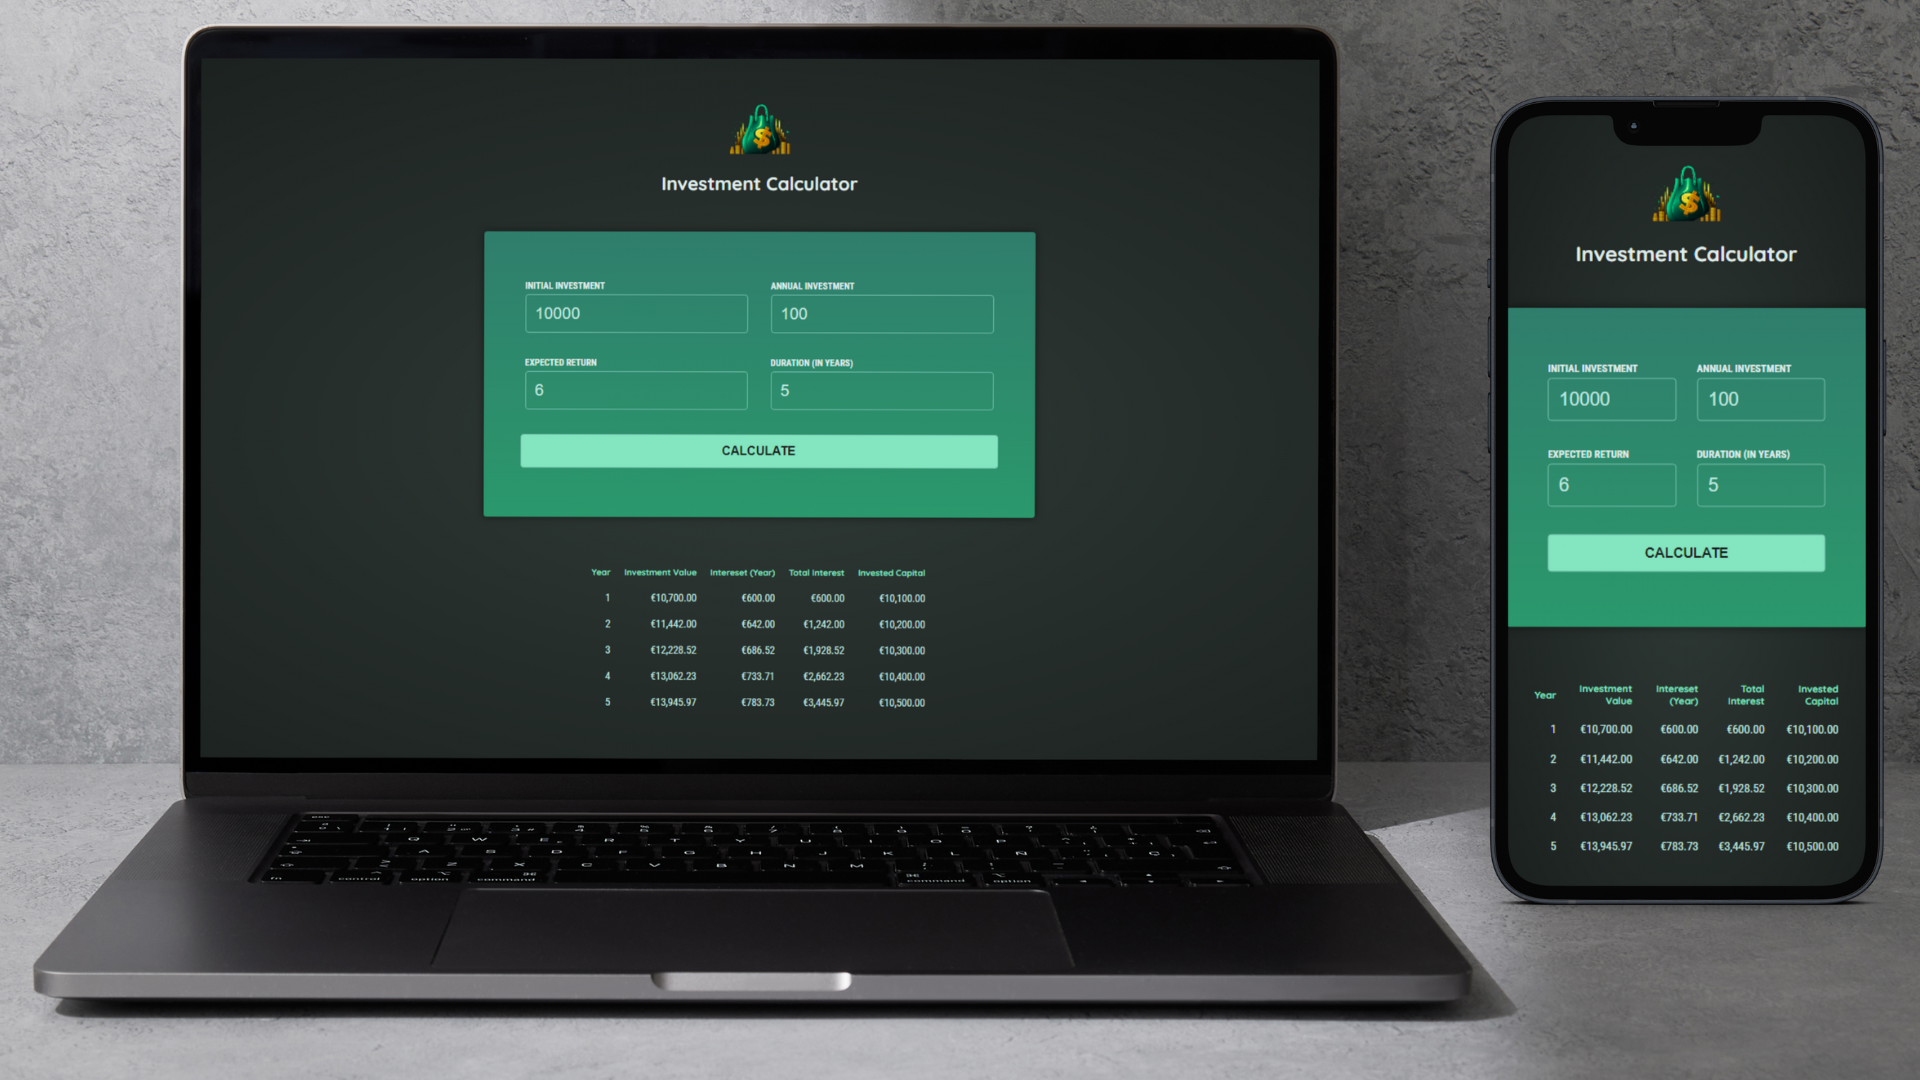 $
Investment Calculator
INITIAL INVESTMENT ANNUAL INVESTMENT
10000 100
EXPECTED RETURN DURATION (IN YEARS)
6 5
CALCULATE
Year Investment Value Intereset (Year) Total Interest Invested Capital
1 €10,700.00 €600.00 €600.00 €10,100.00
2 €11,442.00 €642.00 €1,242.00 €10,200.00
3 €12,228.52 €686.52 €1,928.52 €10,300.00
4 €13,062.23 €733.71 €2,662.23 €10,400.00
5 €13,945.97 €783.73 €3,445.97 €10,500.00
Q W E R T Y U I O P
A S D F G H J K L Ñ
Z X C V B N M
fn control option command command option
$
Investment Calculator
INITIAL INVESTMENT ANNUAL INVESTMENT
10000 100
EXPECTED RETURN DURATION (IN YEARS)
6 5
CALCULATE
Year Investment Value Intereset (Year) Total Interest Invested Capital
1 €10,700.00 €600.00 €600.00 €10,100.00
2 €11,442.00 €642.00 €1,242.00 €10,200.00
3 €12,228.52 €686.52 €1,928.52 €10,300.00
4 €13,062.23 €733.71 €2,662.23 €10,400.00
5 €13,945.97 €783.73 €3,445.97 €10,500.00